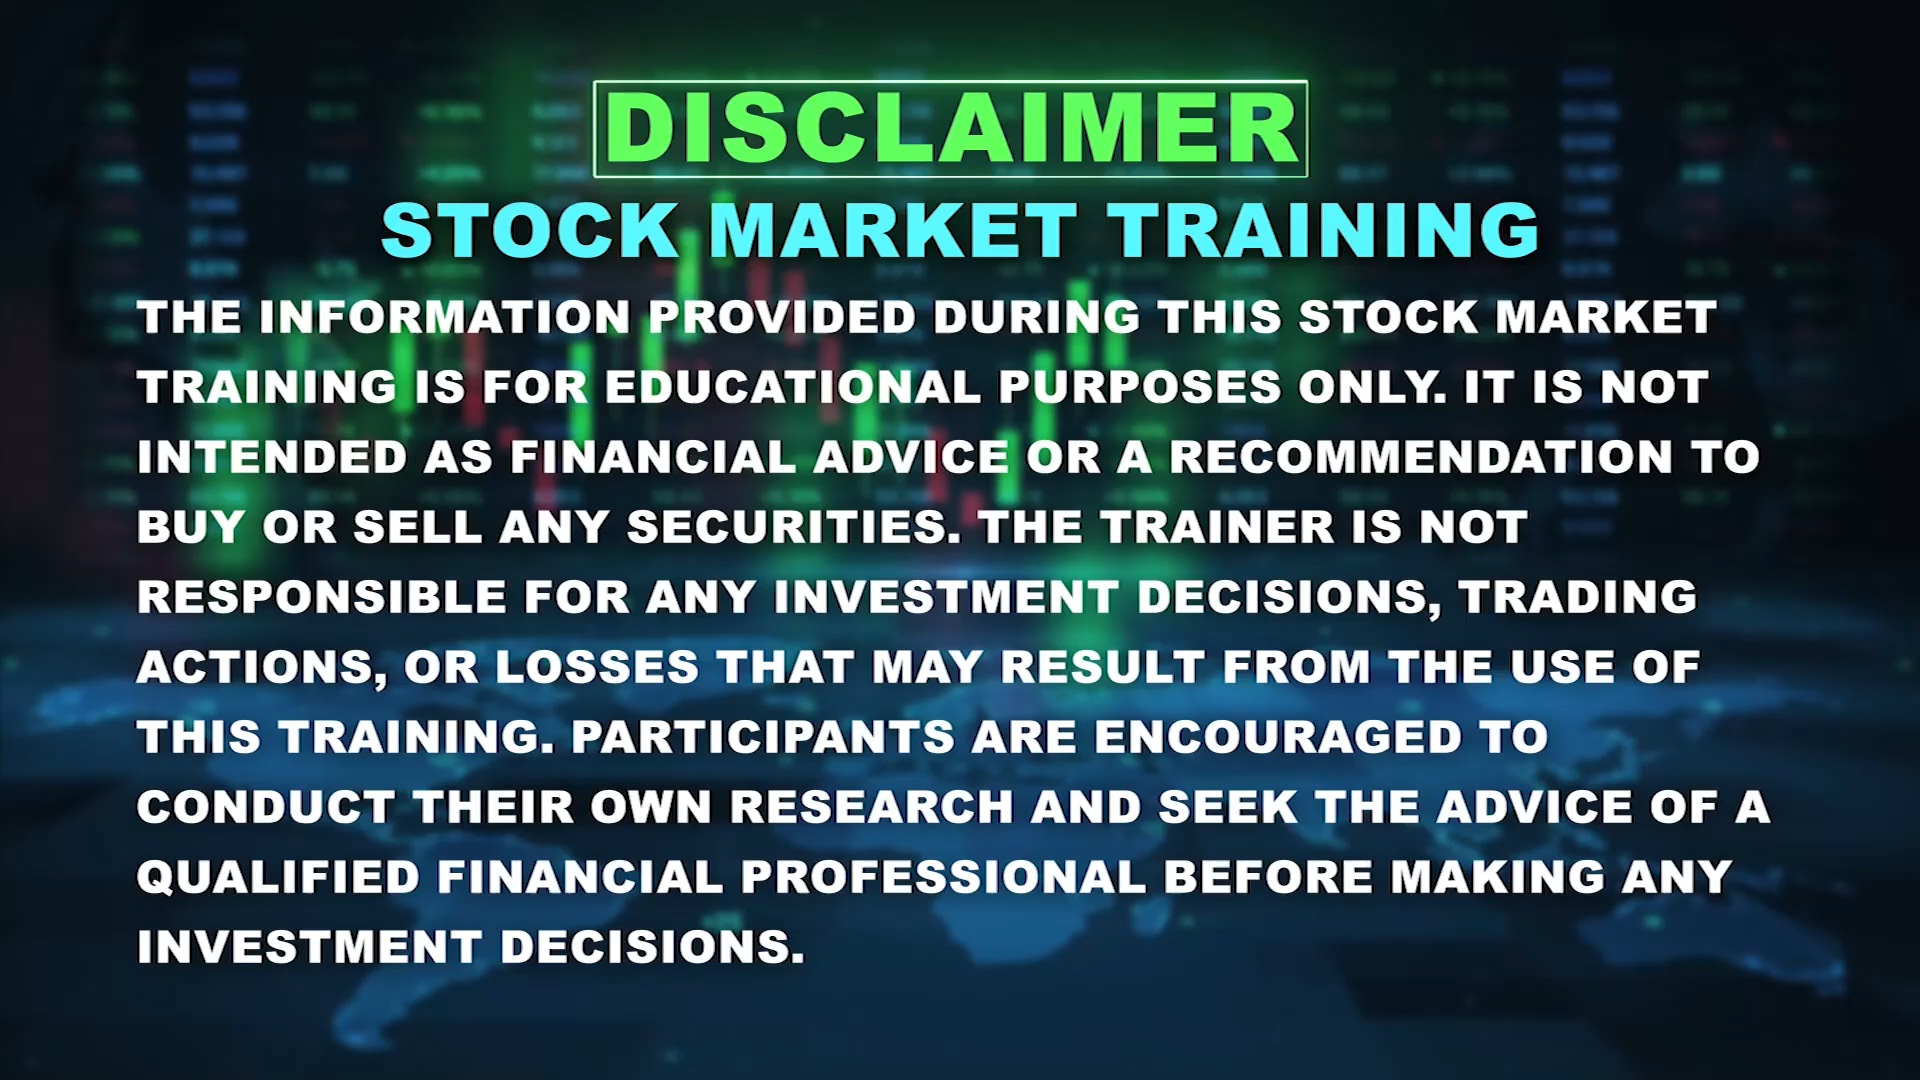 DISCLAIMER
STOCK MARKET TRAINING
THE INFORMATION PROVIDED DURING THIS STOCK MARKET
TRAINING IS FOR EDUCATIONAL PURPOSES ONLY. IT IS NOT
INTENDED AS FINANCIAL ADVICE OR A RECOMMENDATION TO
BUY OR SELL ANY SECURITIES. THE TRAINER IS NOT
RESPONSIBLE FOR ANY INVESTMENT DECISIONS, TRADING
ACTIONS, OR LOSSES THAT MAY RESULT FROM THE USE OF
THIS TRAINING. PARTICIPANTS ARE ENCOURAGED TO
CONDUCT THEIR OWN RESEARCH AND SEEK THE ADVICE OF A
QUALIFIED FINANCIAL PROFESSIONAL BEFORE MAKING ANY
INVESTMENT DECISIONS.